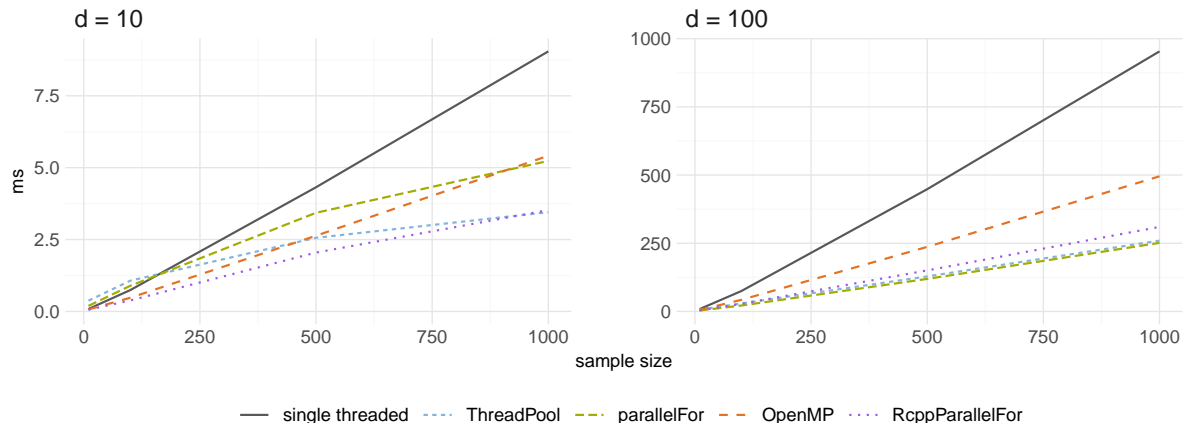 d = 10
d = 100
ms
7.5
5.0
2.5
0.0
0 250 500 750 1000
1000
750
500
250
0
0 250 500 750 1000
sample size
single threaded ThreadPool parallelFor OpenMP RcppParallelFor